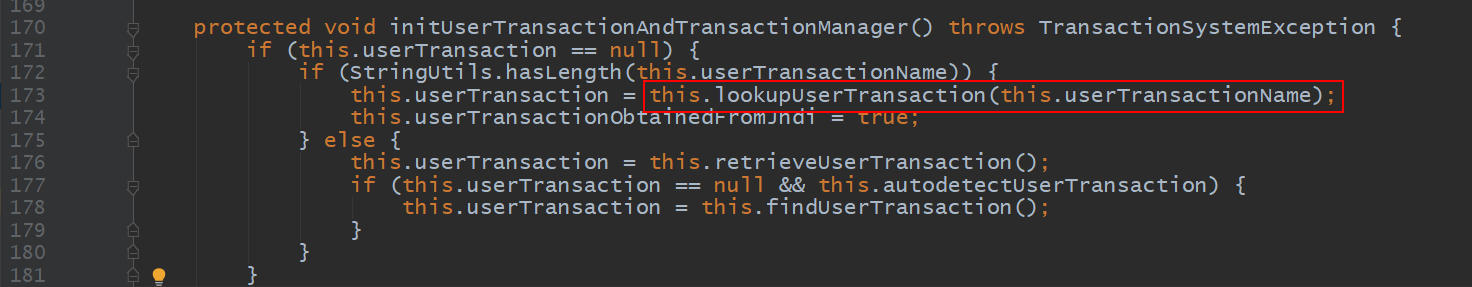 169
170 protected void initUserTransactionAndTransactionManager() throws TransactionSystemException {
171 if (this.userTransaction == null) {
172 if (StringUtils.hasLength(this.userTransactionName)) {
173 this.userTransaction = this.lookupUserTransaction(this.userTransactionName);
174 this.userTransactionObtainedFromJndi = true;
175 } else {
176 this.userTransaction = this.retrieveUserTransaction();
177 if (this.userTransaction == null && this.autodetectUserTransaction) {
178 this.userTransaction = this.findUserTransaction();
179 }
180 }
181 }